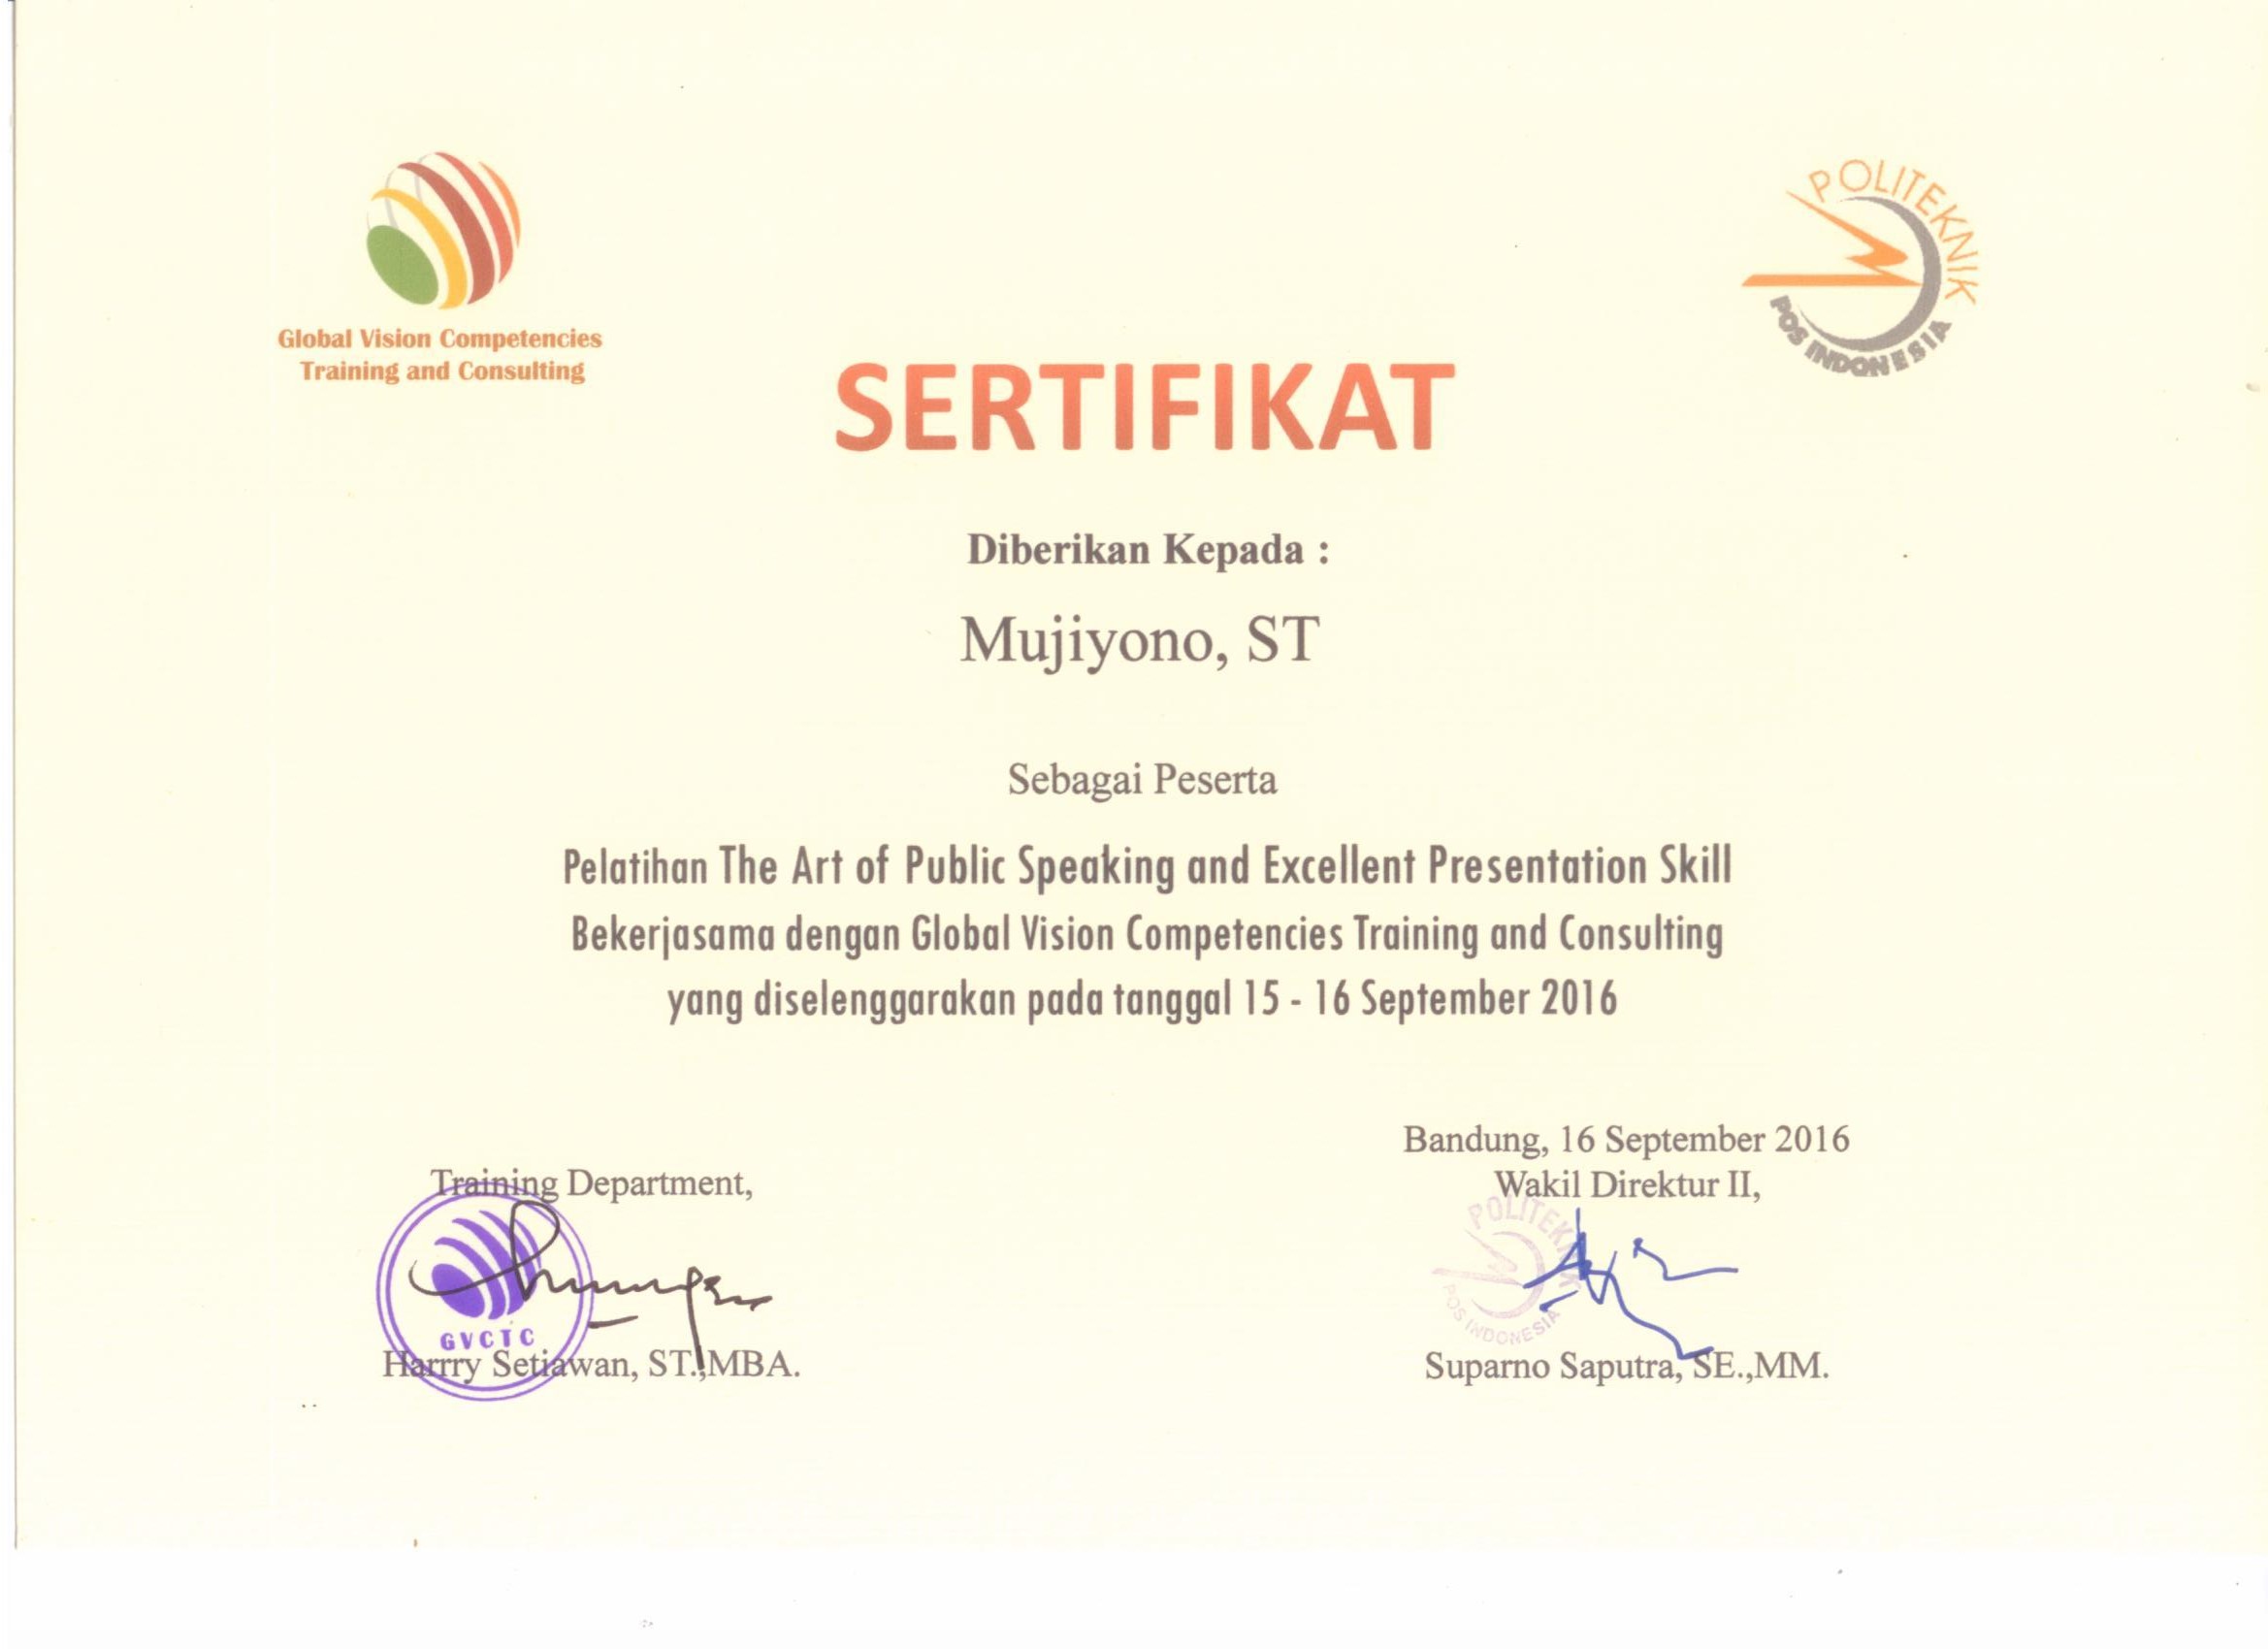 Global Vision Competencies
Training and Consulting
POLITEKNIK
POS INDONESIA
SERTIFIKAT
Diberikan Kepada :
Mujiyono, ST
Sebagai Peserta
Pelatihan The Art of Public Speaking and Excellent Presentation Skill
Bekerjasama dengan Global Vision Competencies Training and Consulting
yang diselenggarakan pada tanggal 15 - 16 September 2016
Training Department,
GVCTC
Harrry Setiawan, ST.,MBA.
Bandung, 16 September 2016
Wakil Direktur II,
POLITEKNIK
POS INDONESIA
Suparno Saputra, SE.,MM.